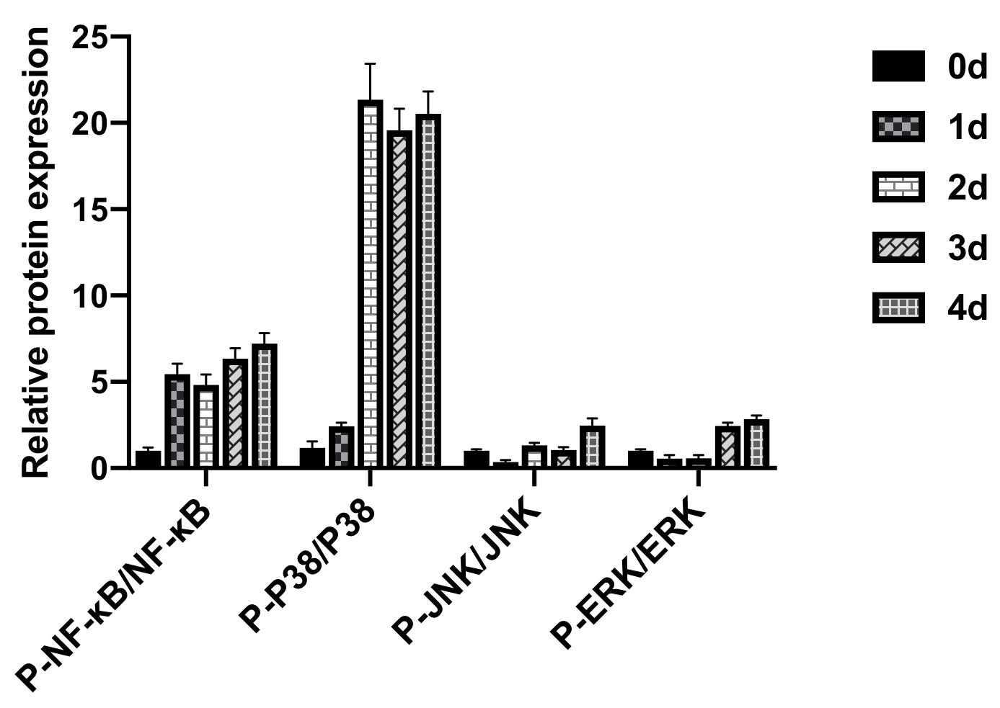 Relative protein expression
25
20
15
10
5
0
P-NF-κB/NF-κB
P-P38/P38
P-JNK/JNK
P-ERK/ERK
0d
1d
2d
3d
4d